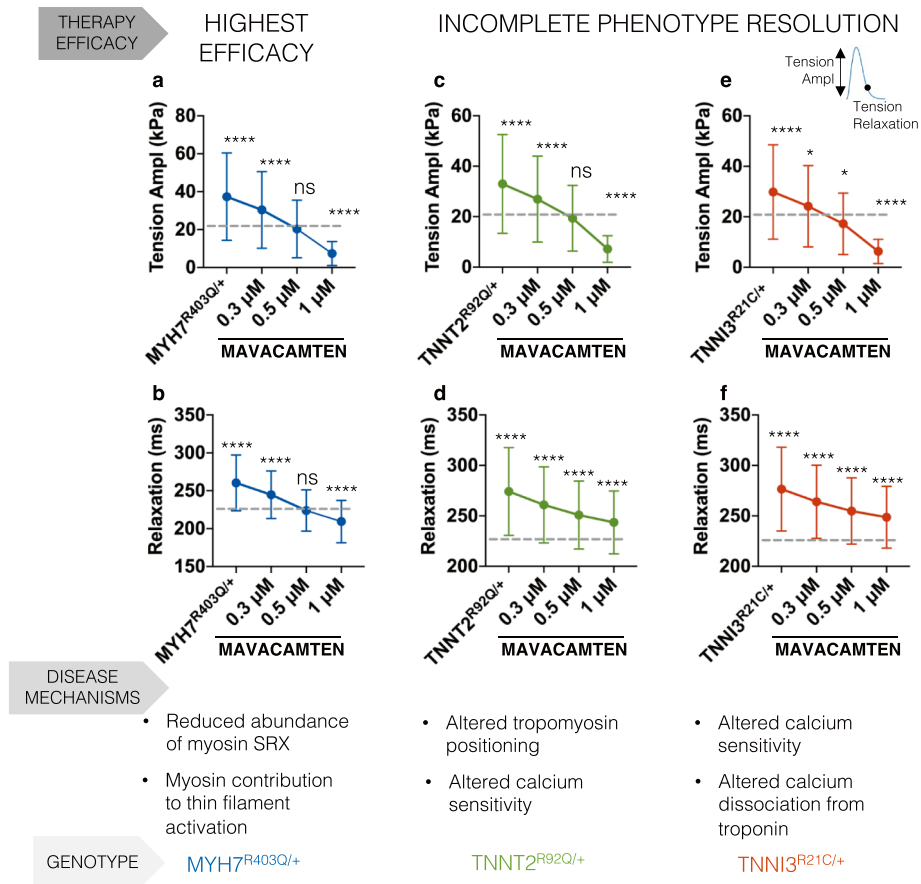 THERAPY
EFFICACY
HIGHEST
EFFICACY
INCOMPLETE PHENOTYPE RESOLUTION
a
Tension Ampl (kPa)
80
60
40
20
0
****
****
ns
****
MYH7R403Q/+
0.3 µM
0.5 µM
1 µM
MAVACAMTEN
c
Tension Ampl (kPa)
60
40
20
0
****
****
ns
****
TNNT2R92Q/+
0.3 µM
0.5 µM
1 µM
MAVACAMTEN
e
Tension
Ampl
Tension
Relaxation
Tension Ampl (kPa)
60
40
20
0
****
*
*
****
TNNI3R21C/+
0.3 µM
0.5 µM
1 µM
MAVACAMTEN
b
Relaxation (ms)
350
300
250
200
150
****
****
ns
****
MYH7R403Q/+
0.3 µM
0.5 µM
1 µM
MAVACAMTEN
d
Relaxation (ms)
350
300
250
200
****
****
****
****
TNNT2R92Q/+
0.3 µM
0.5 µM
1 µM
MAVACAMTEN
f
Relaxation (ms)
350
300
250
200
****
****
****
****
TNNI3R21C/+
0.3 µM
0.5 µM
1 µM
MAVACAMTEN
DISEASE
MECHANISMS
• Reduced abundance
of myosin SRX
• Myosin contribution
to thin filament
activation
• Altered tropomyosin
positioning
• Altered calcium
sensitivity
• Altered calcium
sensitivity
• Altered calcium
dissociation from
troponin
GENOTYPE
MYH7R403Q/+
TNNT2R92Q/+
TNNI3R21C/+